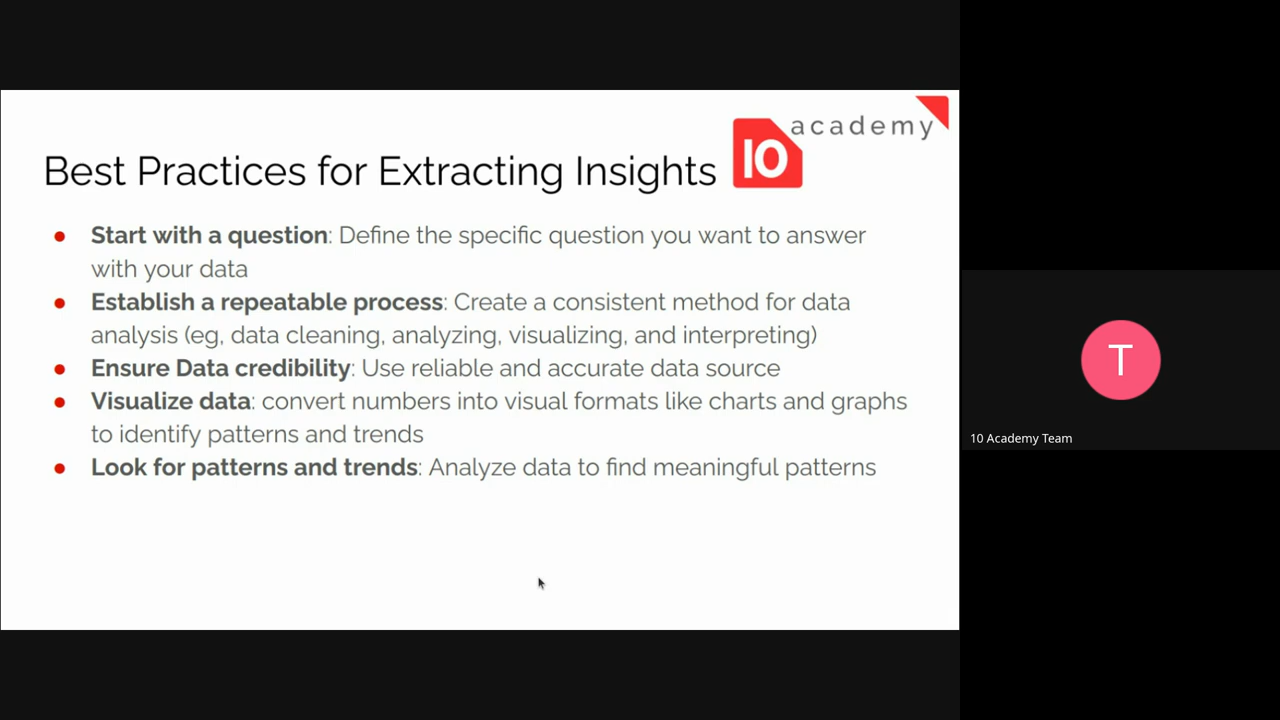 10 academy
Best Practices for Extracting Insights
● Start with a question: Define the specific question you want to answer
with your data
● Establish a repeatable process: Create a consistent method for data
analysis (eg, data cleaning, analyzing, visualizing, and interpreting)
● Ensure Data credibility: Use reliable and accurate data source
● Visualize data: convert numbers into visual formats like charts and graphs
to identify patterns and trends
● Look for patterns and trends: Analyze data to find meaningful patterns
T
10 Academy Team